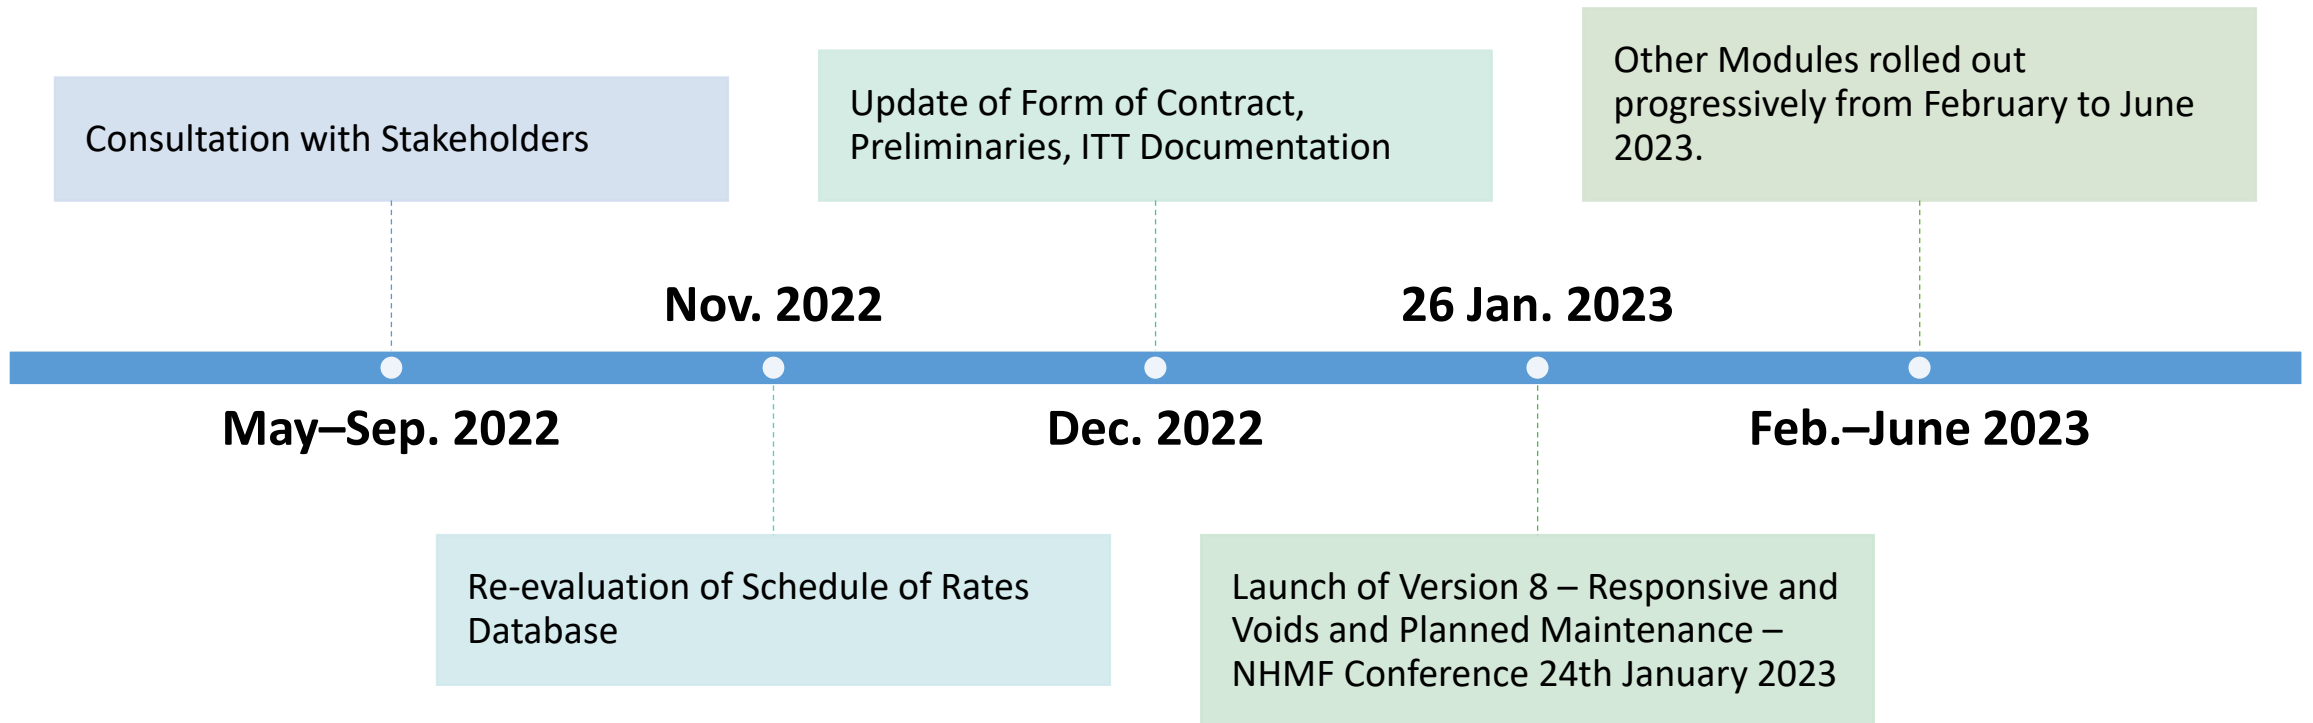 Consultation with Stakeholders
May–Sep. 2022
Nov. 2022
Re-evaluation of Schedule of Rates
Database
Update of Form of Contract,
Preliminaries, ITT Documentation
Dec. 2022
26 Jan. 2023
Launch of Version 8 – Responsive and
Voids and Planned Maintenance –
NHMF Conference 24th January 2023
Other Modules rolled out
progressively from February to June
2023.
Feb.–June 2023